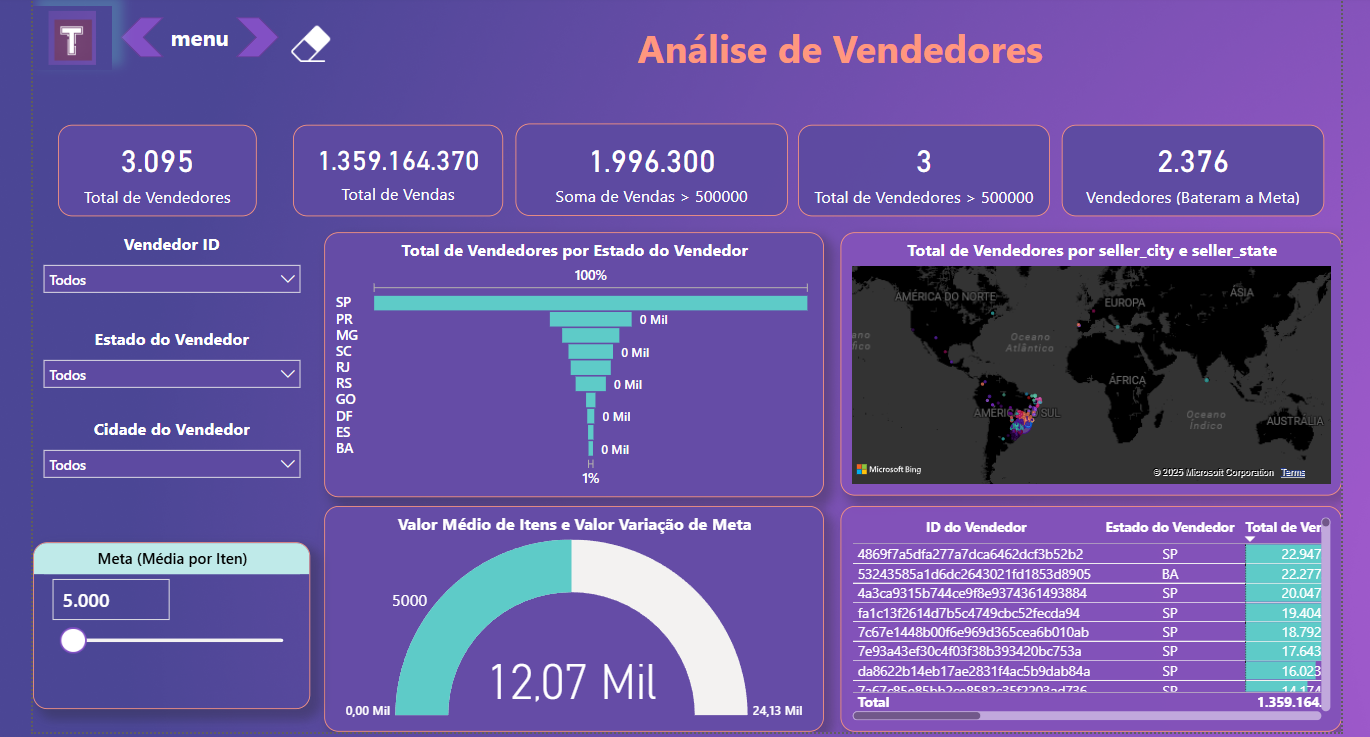 T
menu
Análise de Vendedores
3.095
Total de Vendedores
1.359.164.370
Total de Vendas
1.996.300
Soma de Vendas > 500000
3
Total de Vendedores > 500000
2.376
Vendedores (Bateram a Meta)
Vendedor ID
Todos
Estado do Vendedor
Todos
Cidade do Vendedor
Todos
Meta (Média por Iten)
5.000
Total de Vendedores por Estado do Vendedor
100%
SP
PR 0 Mil
MG
SC 0 Mil
RJ
RS 0 Mil
GO
DF 0 Mil
ES
BA 0 Mil
1%
Total de Vendedores por seller_city e seller_state
AMÉRICA DO NORTE
EUROPA
ÁSIA
ano
ífico
Oceano
Atlântico
ÁFRICA
AMÉRICA DO SUL
Oceano
Índico
AUSTRÁLIA
Microsoft Bing
© 2025 Microsoft Corporation Terms
Valor Médio de Itens e Valor Variação de Meta
5000
12,07 Mil
0,00 Mil
24,13 Mil
ID do Vendedor Estado do Vendedor Total de Ver
4869f7a5dfa277a7dca6462dcf3b52b2 SP 22.947
53243585a1d6dc2643021fd1853d8905 BA 22.277
4a3ca9315b744ce9f8e9374361493884 SP 20.047
fa1c13f2614d7b5c4749cbc52fecda94 SP 19.404
7c67e1448b00f6e969d365cea6b010ab SP 18.792
7e93a43ef30c4f03f38b393420bc753a SP 17.643
da8622b14eb17ae2831f4ac5b9dab84a SP 16.023
7a67c85e85bb2ce8582c35f2203ad736 SP 14.174
Total 1.359.164.